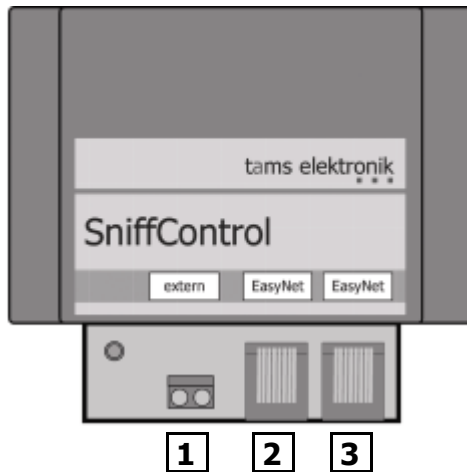 tams elektronik
SniffControl
extern EasyNet EasyNet
1 2 3